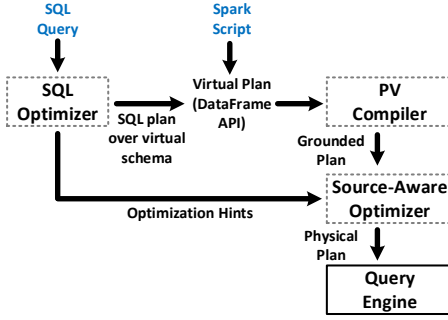 SQL
Query
Spark
Script
SQL
Optimizer
SQL plan
over virtual
schema
Virtual Plan
(DataFrame
API)
PV
Compiler
Grounded
Plan
Source-Aware
Optimizer
Optimization Hints
Physical
Plan
Query
Engine